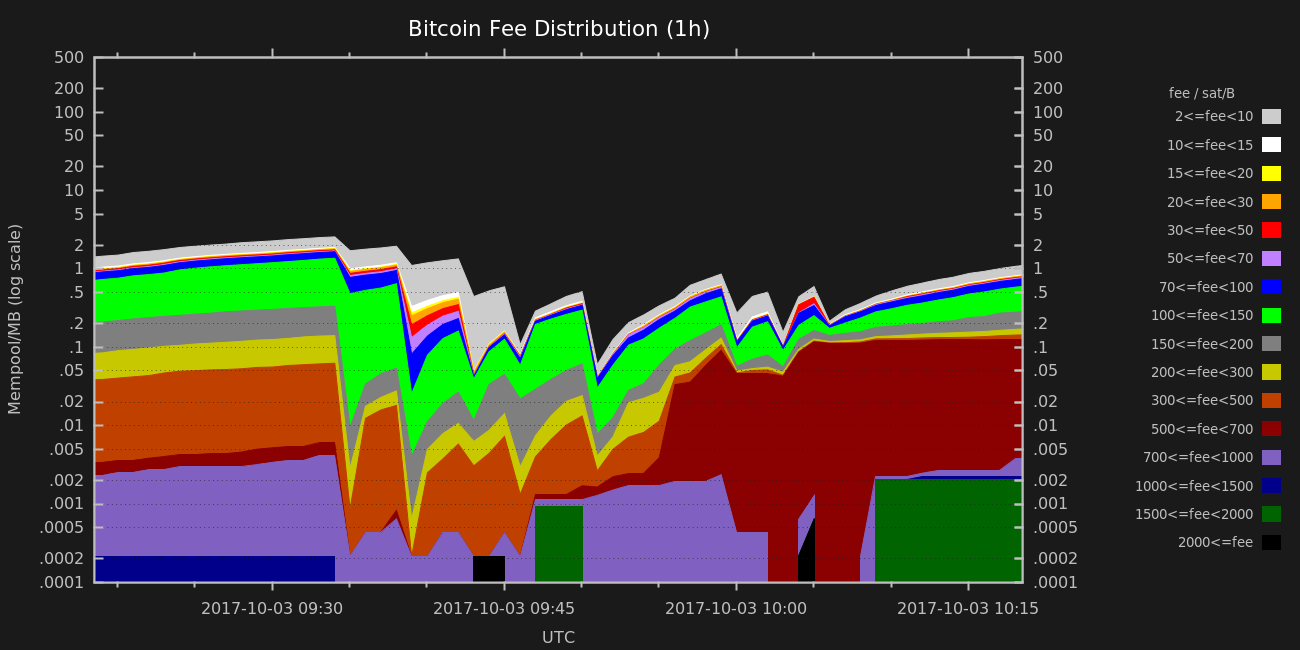 Bitcoin Fee Distribution (1h)
Mempool/MB (log scale)
500
200
100
50
20
10
5
2
1
.5
.2
.1
.05
.02
.01
.005
.002
.001
.0005
.0002
.0001
500
200
100
50
20
10
5
2
1
.5
.2
.1
.05
.02
.01
.005
.002
.001
.0005
.0002
.0001
2017-10-03 09:30
2017-10-03 09:45
2017-10-03 10:00
2017-10-03 10:15
UTC
fee / sat/B
2<=fee<10
10<=fee<15
15<=fee<20
20<=fee<30
30<=fee<50
50<=fee<70
70<=fee<100
100<=fee<150
150<=fee<200
200<=fee<300
300<=fee<500
500<=fee<700
700<=fee<1000
1000<=fee<1500
1500<=fee<2000
2000<=fee